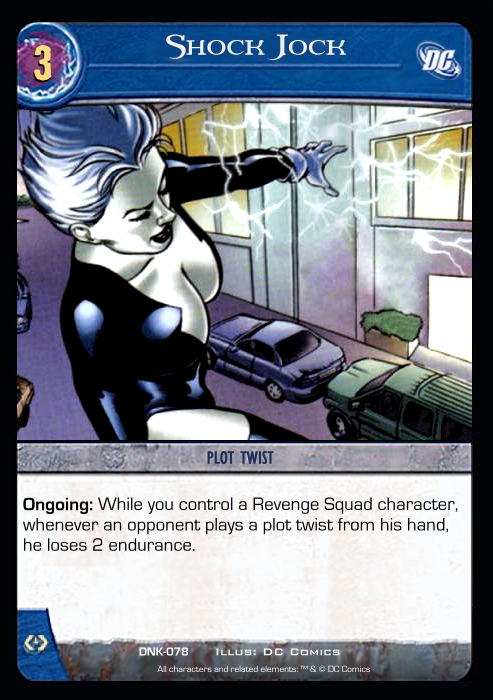 3
SHOCK JOCK
DC
PLOT TWIST
Ongoing: While you control a Revenge Squad character,
whenever an opponent plays a plot twist from his hand,
he loses 2 endurance.
DNK-078 ILLUS: DC COMICS
All characters and related elements: ™ & © DC Comics